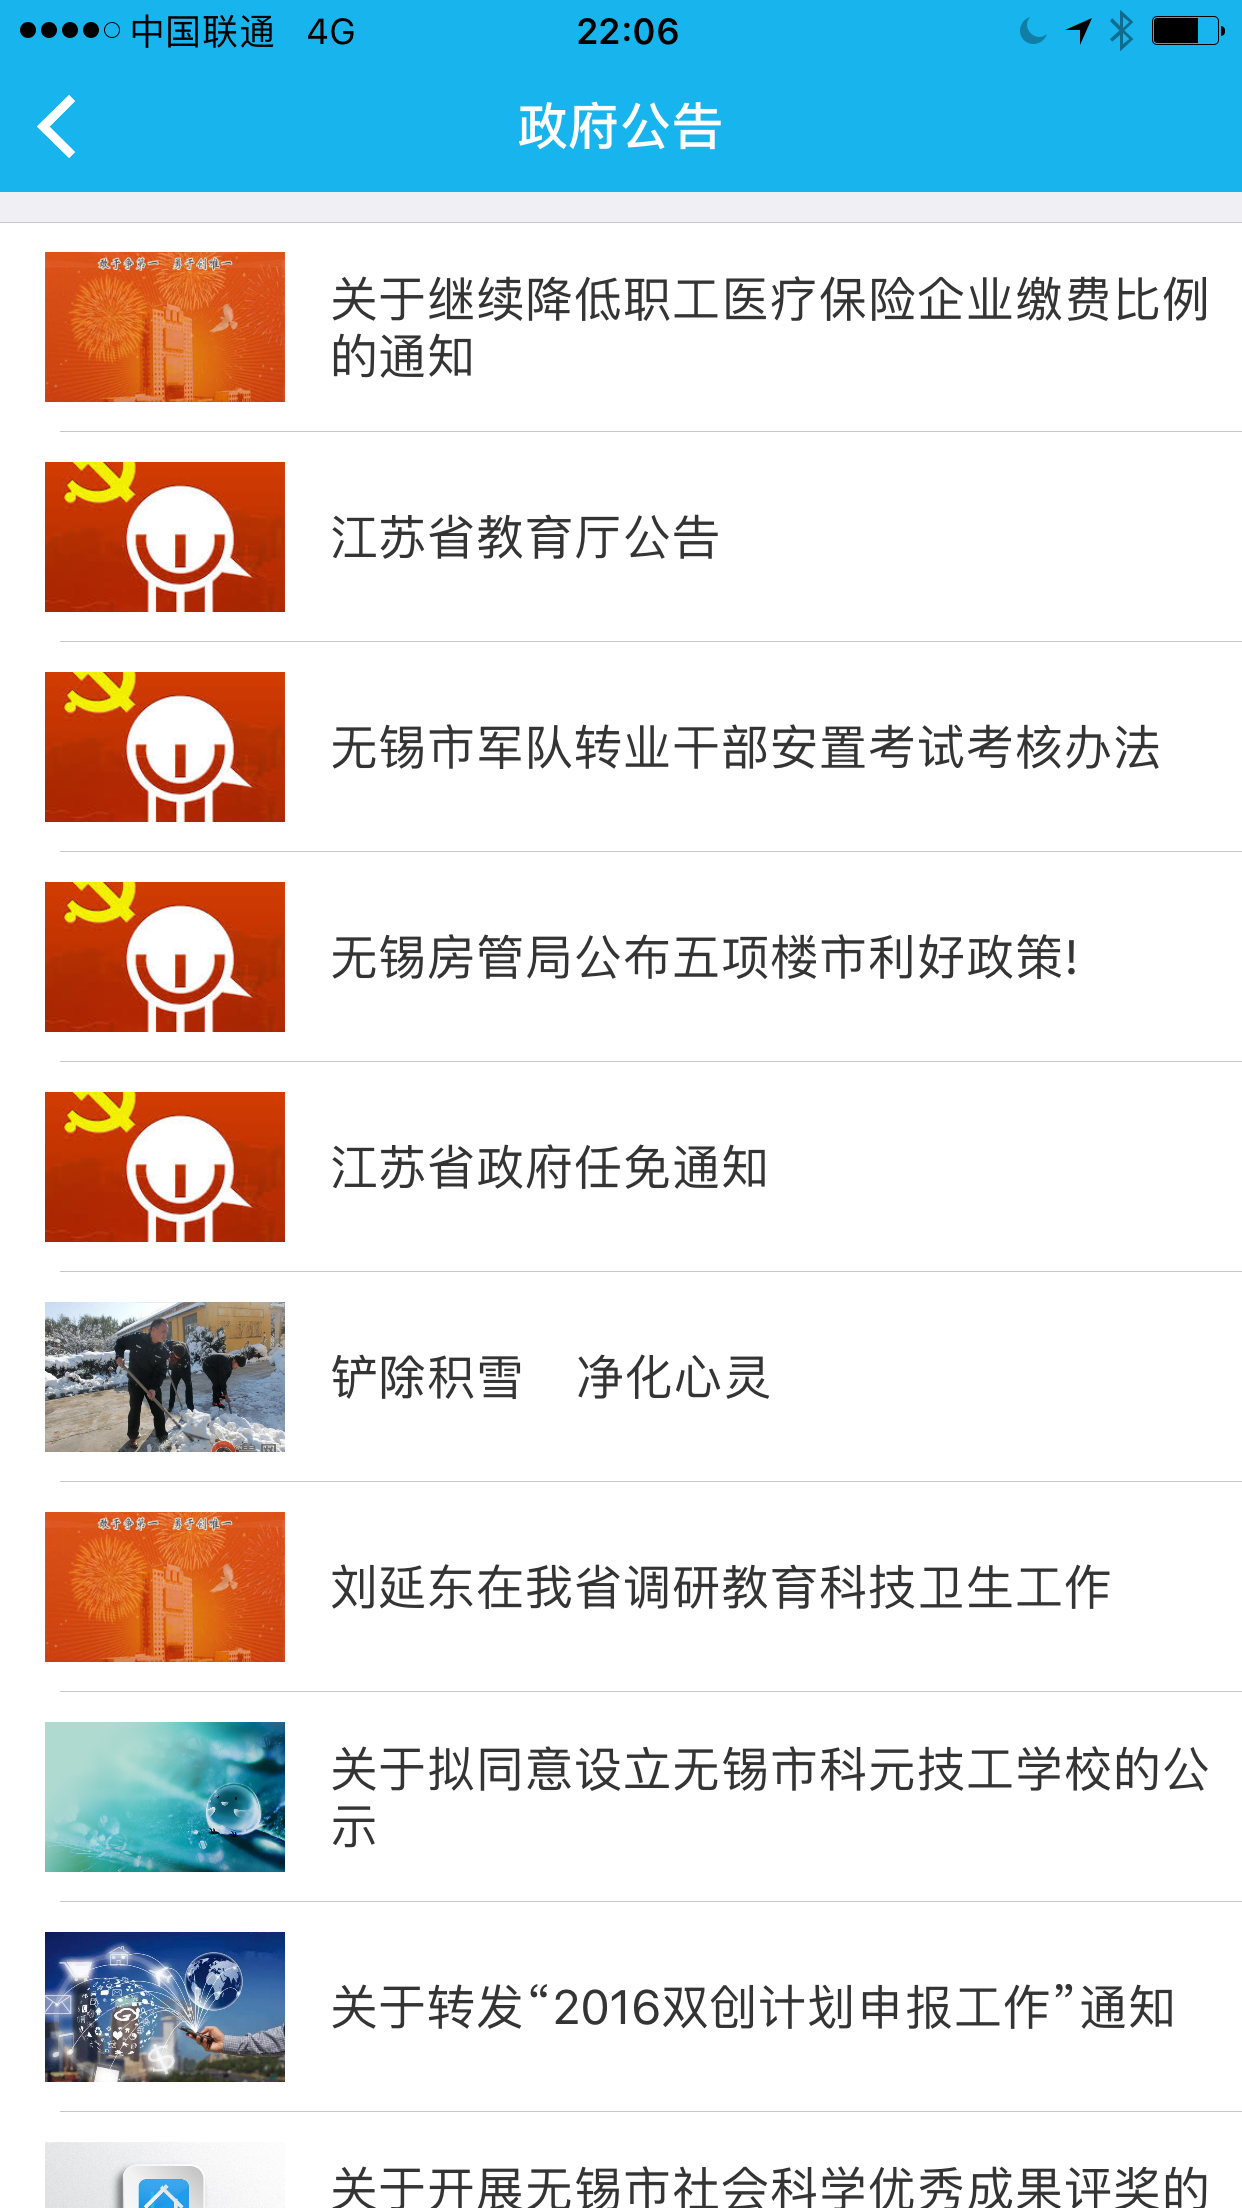 中国联通 4G 22:06
政府公告
敢于争第一 勇于创唯一
关于继续降低职工医疗保险企业缴费比例
的通知
江苏省教育厅公告
无锡市军队转业干部安置考试考核办法
无锡房管局公布五项楼市利好政策!
江苏省政府任免通知
铲除积雪　净化心灵
敢于争第一 勇于创唯一
刘延东在我省调研教育科技卫生工作
关于拟同意设立无锡市科元技工学校的公
示
关于转发“2016双创计划申报工作”通知
关于开展无锡市社会科学优秀成果评奖的